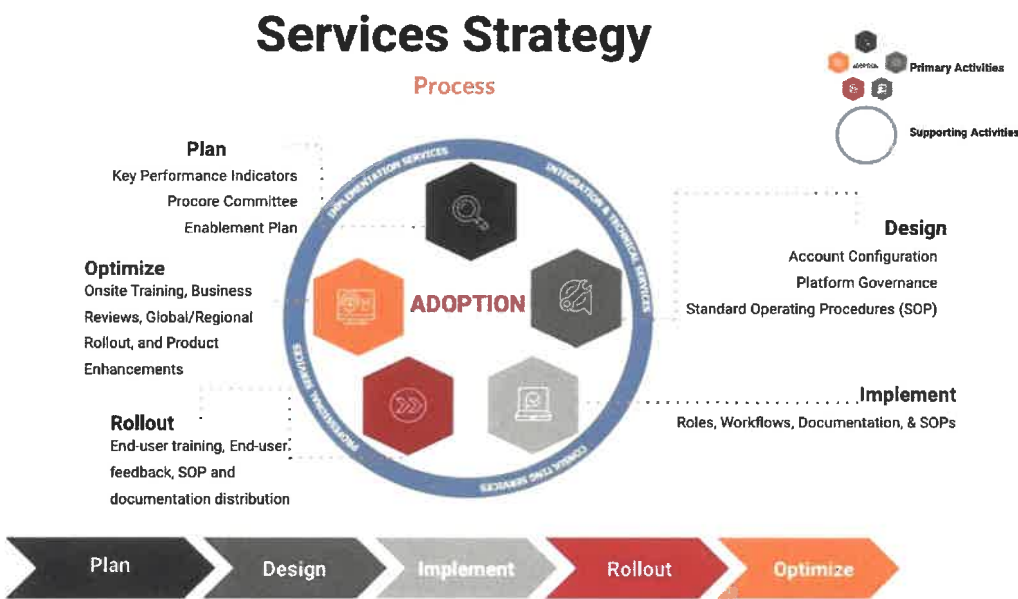 Services Strategy
Process
ADOPTION
Primary Activities
Supporting Activities
Plan
Key Performance Indicators
Procore Committee
Enablement Plan
Optimize
Onsite Training, Business
Reviews, Global/Regional
Rollout, and Product
Enhancements
Rollout
End-user training, End-user
feedback, SOP and
documentation distribution
IMPLEMENTATION SERVICES
INTEGRATION & TECHNICAL SERVICES
CONSULTING SERVICES
PROFESSIONAL SERVICES
ADOPTION
Design
Account Configuration
Platform Governance
Standard Operating Procedures (SOP)
Implement
Roles, Workflows, Documentation, & SOPs
Plan
Design
Implement
Rollout
Optimize